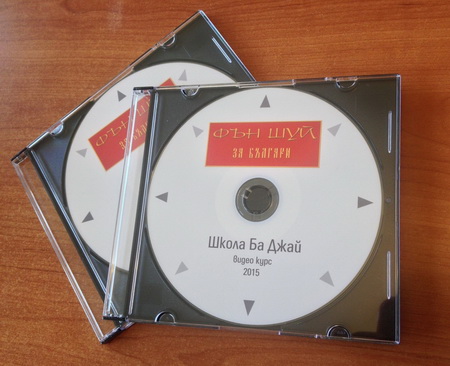 ФЪН ШУЙ
ЗА БЪЛГАРИ
Школа Ба Джай
видео курс
2015